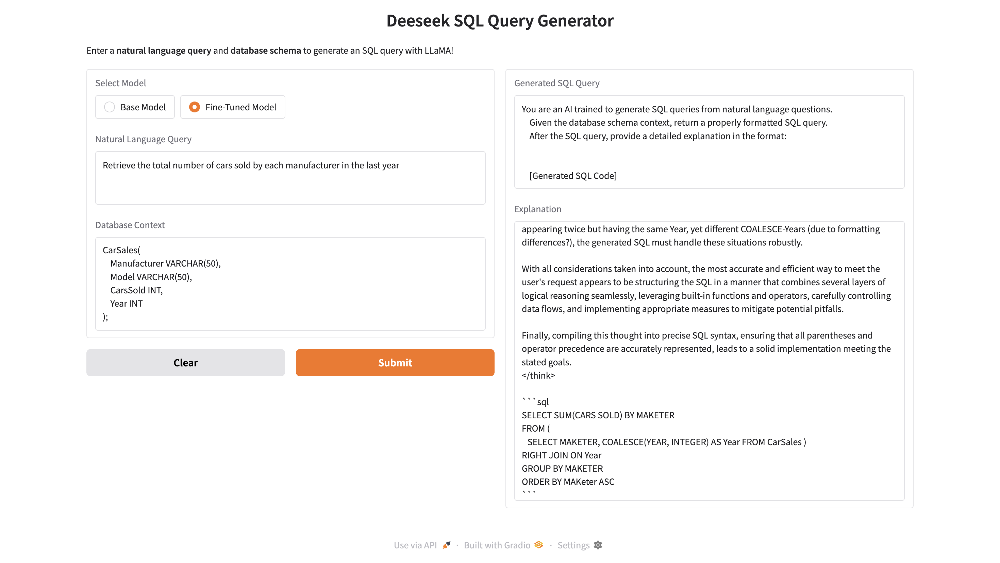 Deeseek SQL Query Generator
Enter a natural language query and database schema to generate an SQL query with LLaMA!
Select Model
Base Model
Fine-Tuned Model
Natural Language Query
Retrieve the total number of cars sold by each manufacturer in the last year
Database Context
CarSales(
    Manufacturer VARCHAR(50),
    Model VARCHAR(50),
    CarsSold INT,
    Year INT
);
Clear
Submit
Generated SQL Query
You are an AI trained to generate SQL queries from natural language questions.
    Given the database schema context, return a properly formatted SQL query.
    After the SQL query, provide a detailed explanation in the format:
    [Generated SQL Code]
Explanation
appearing twice but having the same Year, yet different COALESCE-Years (due to formatting
differences?), the generated SQL must handle these situations robustly.
With all considerations taken into account, the most accurate and efficient way to meet the
user's request appears to be structuring the SQL in a manner that combines several layers of
logical reasoning seamlessly, leveraging built-in functions and operators, carefully controlling
data flows, and implementing appropriate measures to mitigate potential pitfalls.
Finally, compiling this thought into precise SQL syntax, ensuring that all parentheses and
operator precedence are accurately represented, leads to a solid implementation meeting the
stated goals.
</think>
```sql
SELECT SUM(CARS SOLD) BY MAKETER
FROM (
   SELECT MAKETER, COALESCE(YEAR, INTEGER) AS Year FROM CarSales )
RIGHT JOIN ON Year
GROUP BY MAKETER
ORDER BY MAKeter ASC
```
Use via API · Built with Gradio · Settings